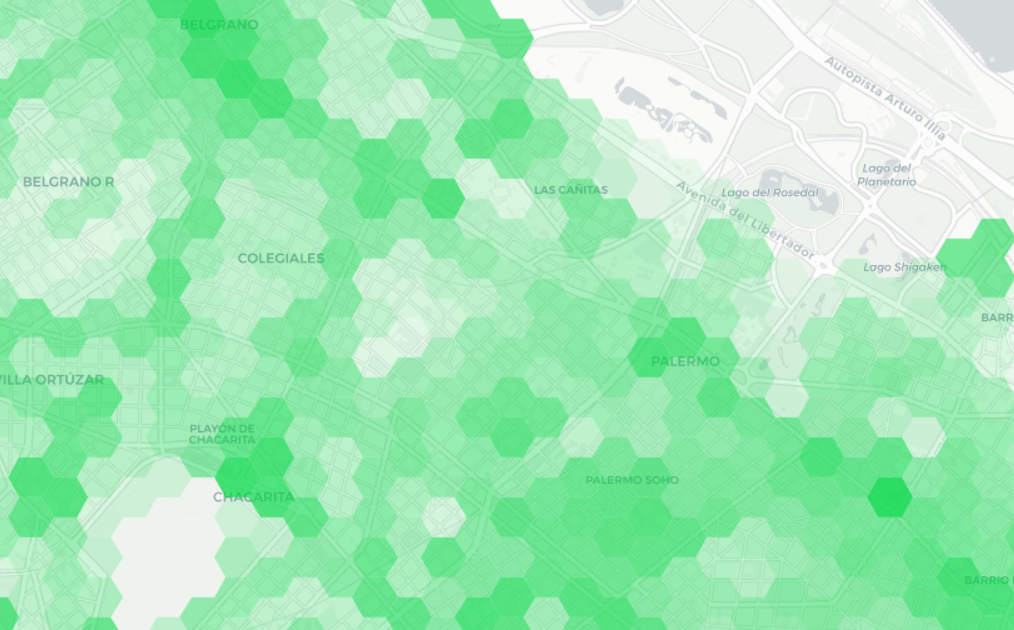 BELGRANO
Autopista Arturo Illia
BELGRANO R
LAS CAÑITAS
Lago del
Planetario
Lago del Rosedal
Avenida del Libertador
COLEGIALES
Lago Shigaken
BARR
PALERMO
VILLA ORTÚZAR
PLAYÓN DE
CHACARITA
PALERMO SOHO
CHACARITA
BARRIO